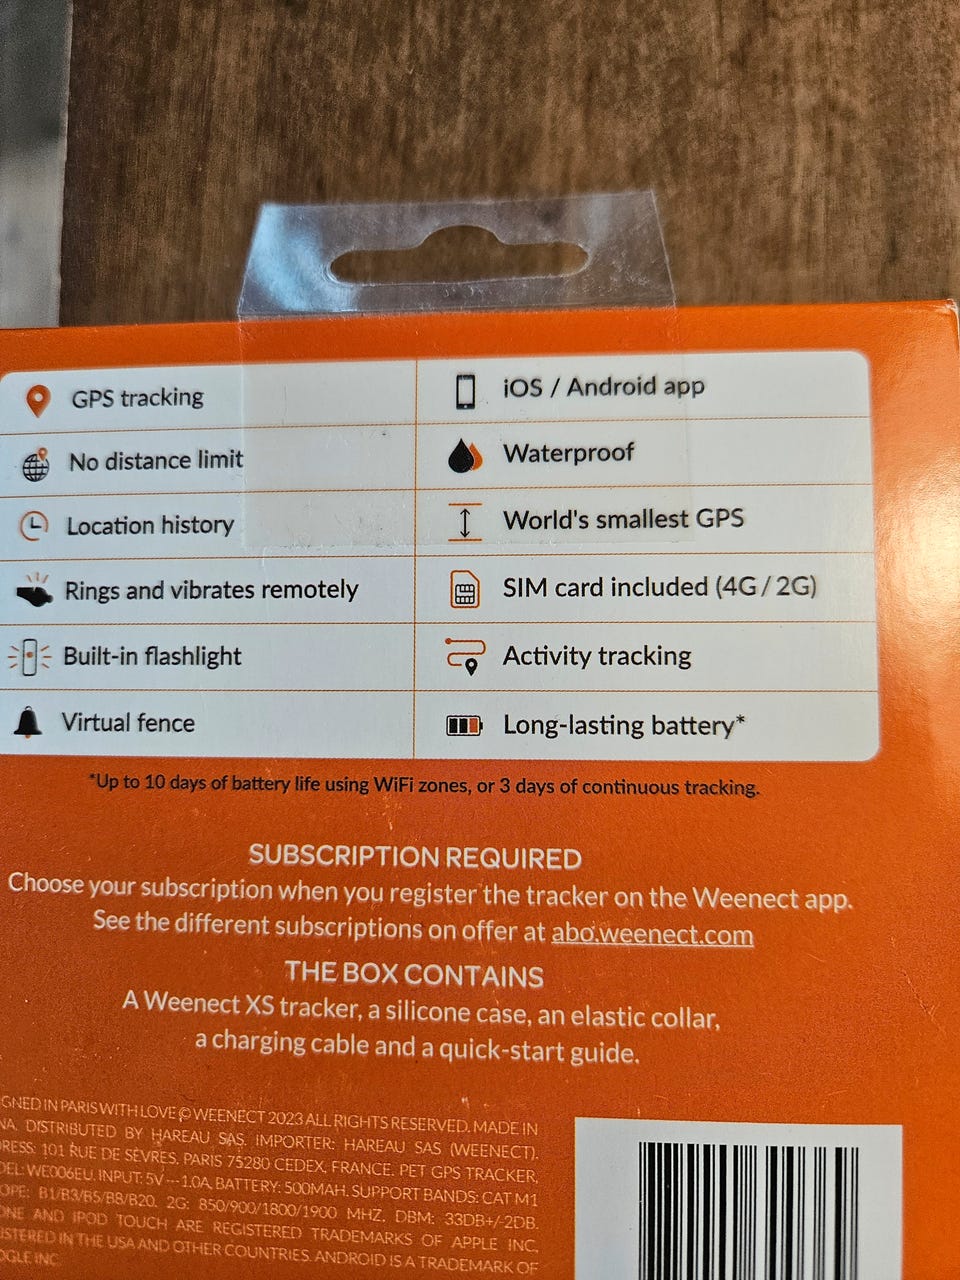 GPS tracking
iOS / Android app
No distance limit
Waterproof
Location history
World's smallest GPS
Rings and vibrates remotely
SIM card included (4G / 2G)
Built-in flashlight
Activity tracking
Virtual fence
Long-lasting battery*
*Up to 10 days of battery life using WiFi zones, or 3 days of continuous tracking.
SUBSCRIPTION REQUIRED
Choose your subscription when you register the tracker on the Weenect app.
See the different subscriptions on offer at abo.weenect.com
THE BOX CONTAINS
A Weenect XS tracker, a silicone case, an elastic collar,
a charging cable and a quick-start guide.
GNED IN PARIS WITH LOVE © WEENECT 2023 ALL RIGHTS RESERVED. MADE IN
NA. DISTRIBUTED BY HAREAU SAS. IMPORTER: HAREAU SAS (WEENECT).
RESS: 101 RUE DE SÈVRES, PARIS 75280 CEDEX, FRANCE. PET GPS TRACKER,
DEL: WE006EU. INPUT: 5V---1.0A, BATTERY: 500MAH. SUPPORT BANDS: CAT M1
OPE: B1/B3/B5/B8/B20. 2G: 850/900/1800/1900 MHZ, DBM: 33DB+/-2DB.
ONE AND IPOD TOUCH ARE REGISTERED TRADEMARKS OF APPLE INC,
ISTERED IN THE USA AND OTHER COUNTRIES. ANDROID IS A TRADEMARK OF
OGLE INC.